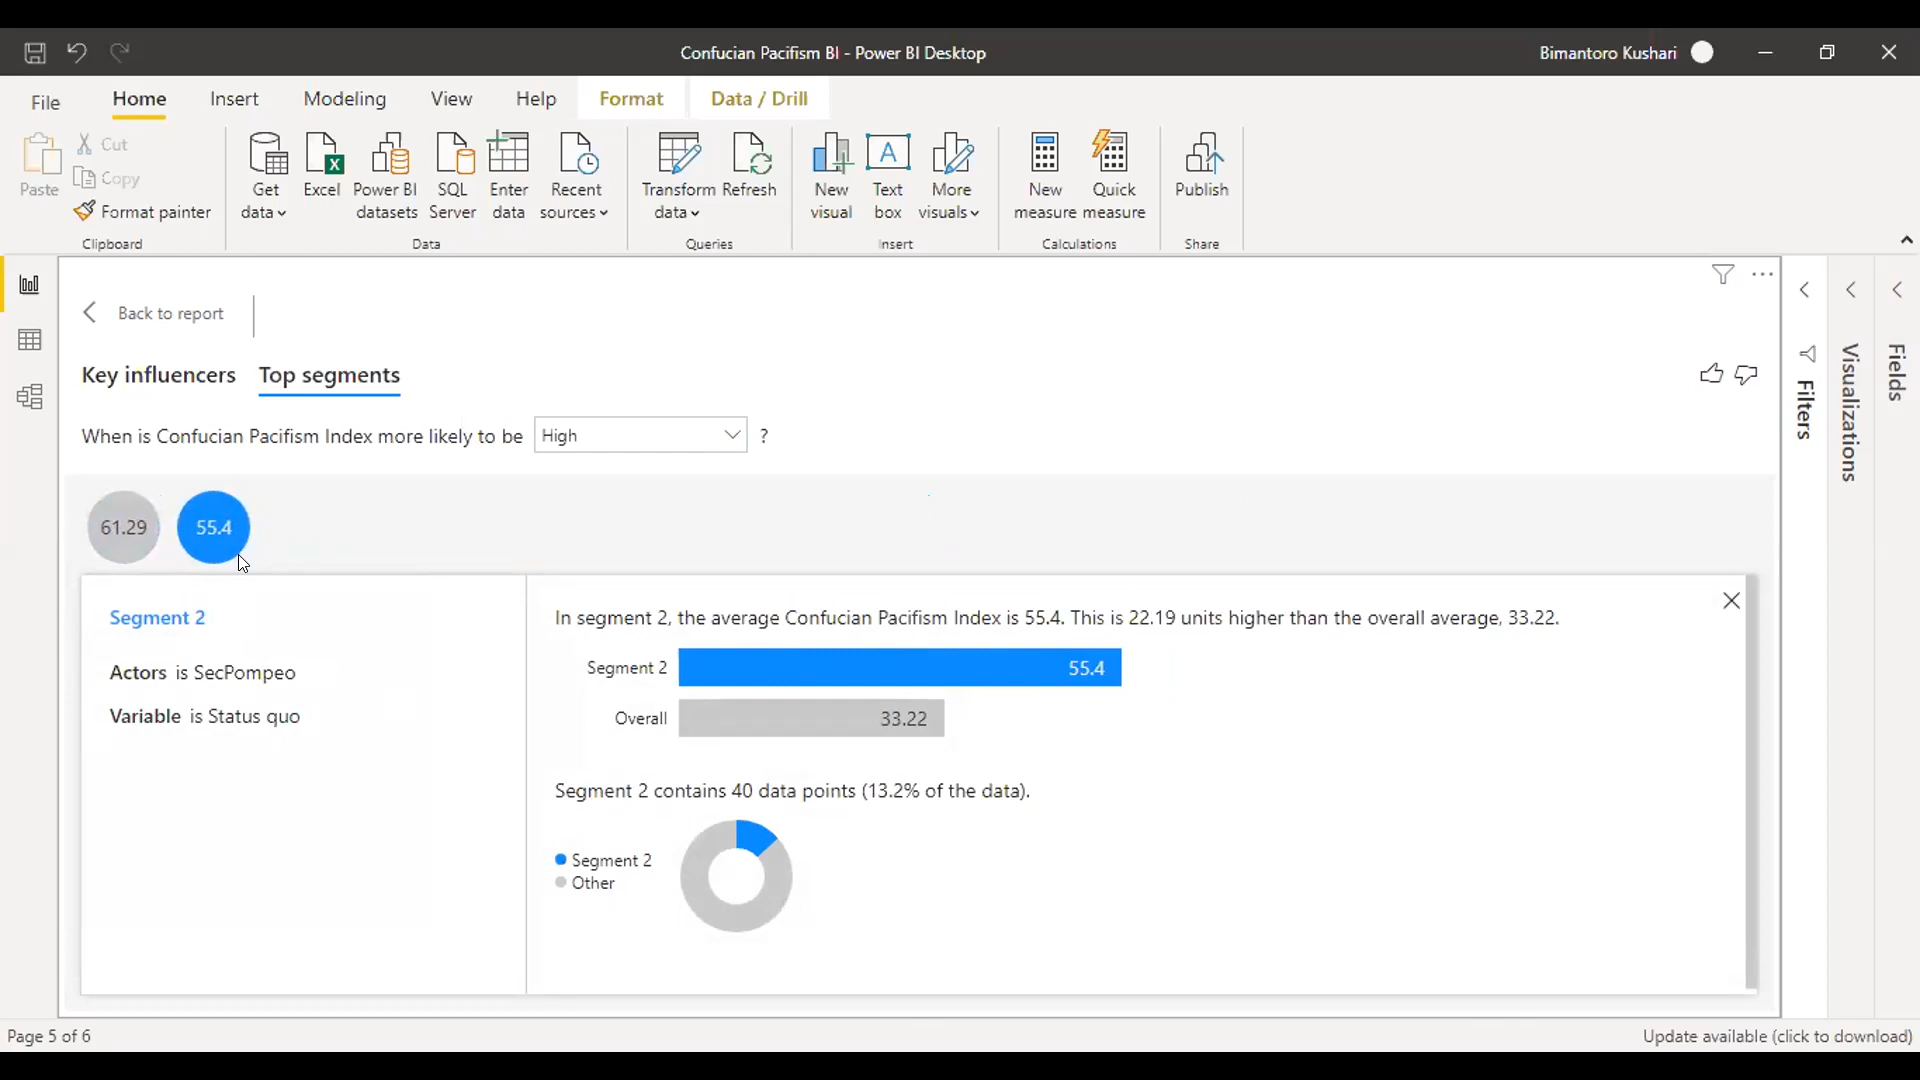 Confucian Pacifism BI - Power BI Desktop
Bimantoro Kushari
File
Home
Insert
Modeling
View
Help
Format
Data / Drill
Paste
Cut
Copy
Format painter
Clipboard
Get data
Excel
Power BI datasets
SQL Server
Enter data
Recent sources
Data
Transform data
Refresh
Queries
New visual
A
Text box
More visuals
Insert
New measure
Quick measure
Calculations
Publish
Share
Back to report
Key influencers
Top segments
When is Confucian Pacifism Index more likely to be
High
?
61.29
55.4
Segment 2
Actors is SecPompeo
Variable is Status quo
In segment 2, the average Confucian Pacifism Index is 55.4. This is 22.19 units higher than the overall average, 33.22.
Segment 2
55.4
Overall
33.22
Segment 2 contains 40 data points (13.2% of the data).
Segment 2
Other
Filters
Visualizations
Fields
Page 5 of 6
Update available (click to download)